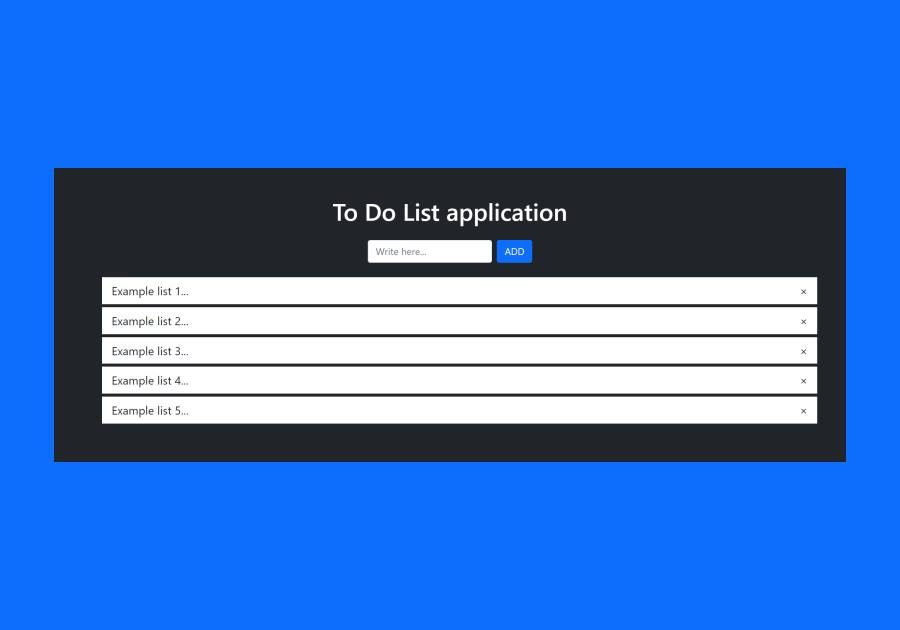 To Do List application
Write here...
ADD
Example list 1... ×
Example list 2... ×
Example list 3... ×
Example list 4... ×
Example list 5... ×